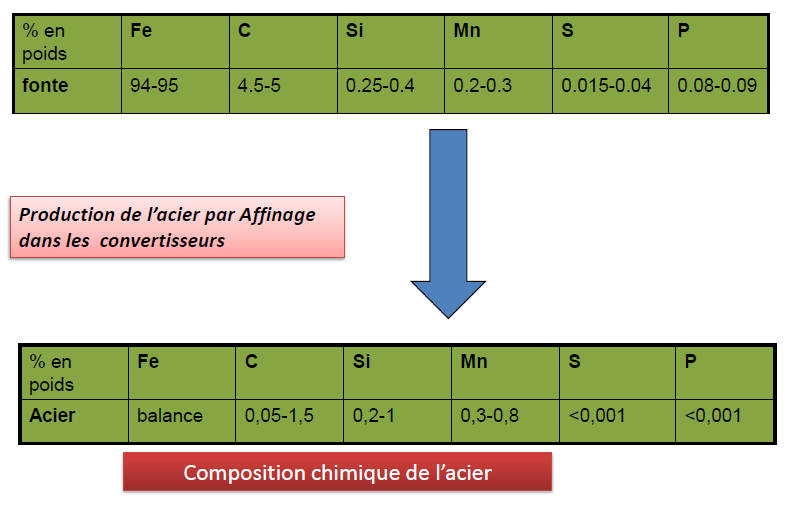 % en poids Fe C Si Mn S P
fonte 94-95 4.5-5 0.25-0.4 0.2-0.3 0.015-0.04 0.08-0.09
Production de l’acier par Affinage
dans les convertisseurs
% en poids Fe C Si Mn S P
Acier balance 0,05-1,5 0,2-1 0,3-0,8 <0,001 <0,001
Composition chimique de l’acier